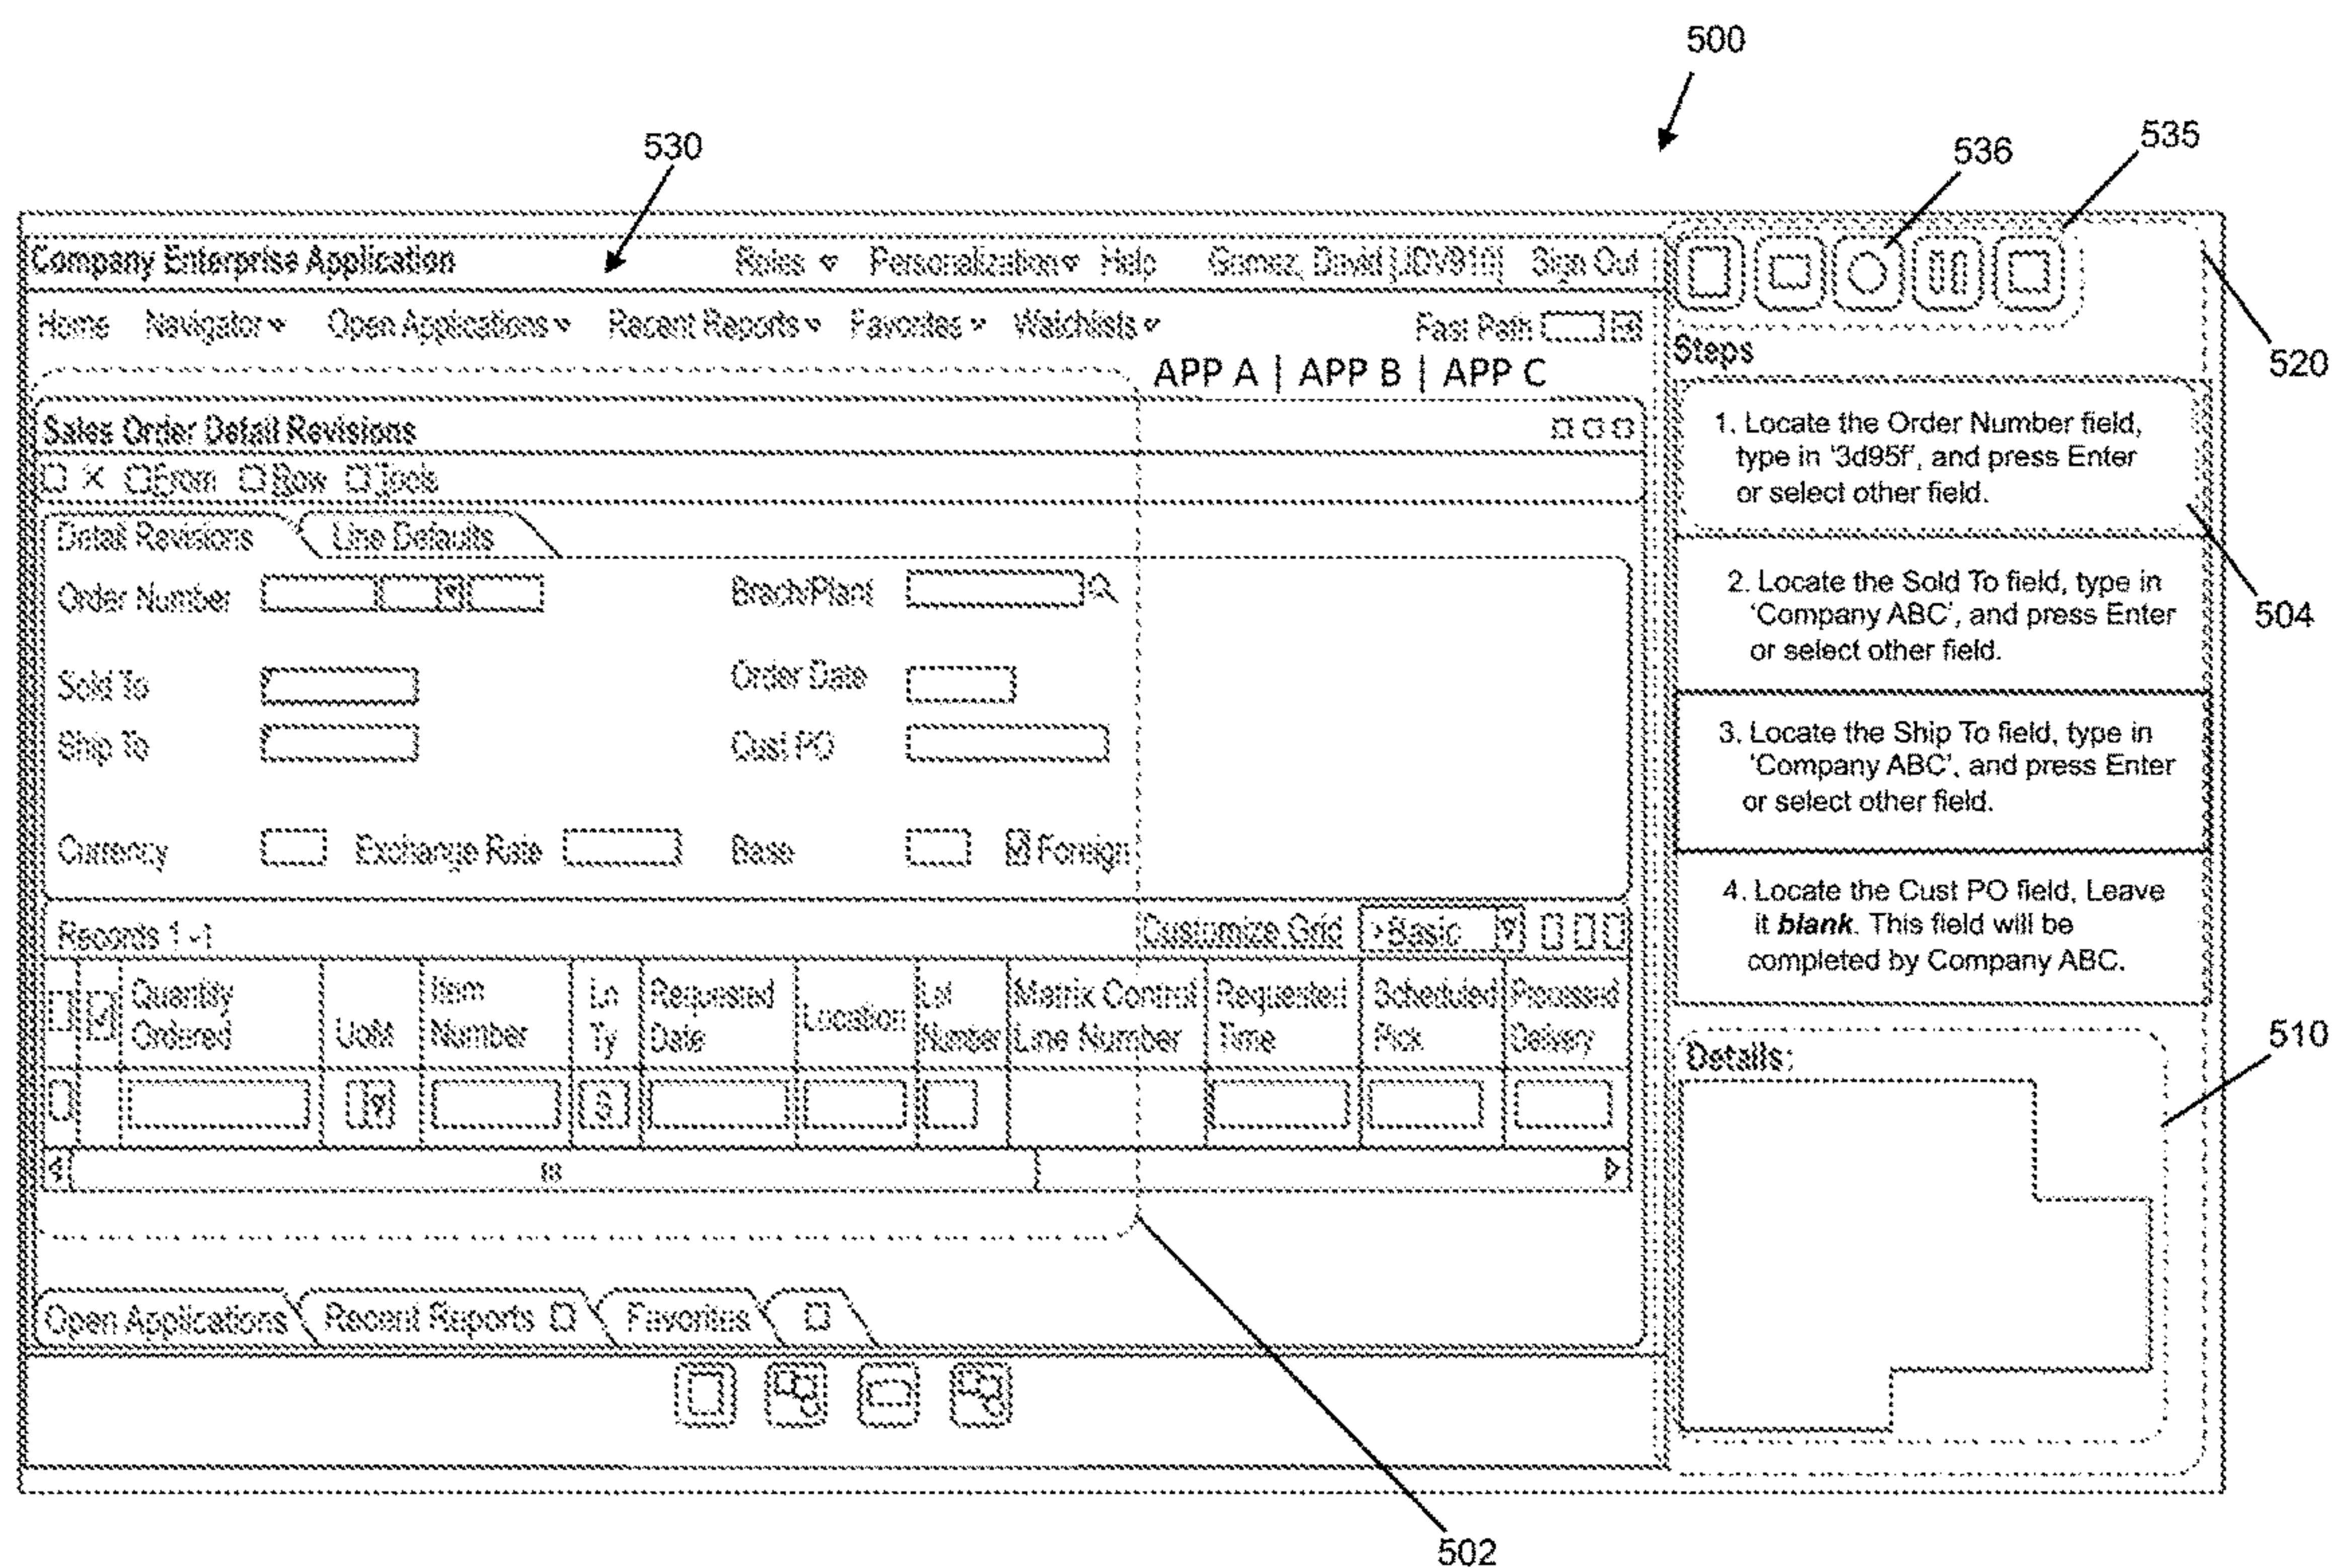 500
530
536
535
Company Enterprise Application Roles Personalization Help Gomez, David [JDV910] Sign Out
Home Navigator Open Applications Recent Reports Favorites Watchlists Fast Path
520
Steps
APP A | APP B | APP C
Sales Order Detail Revisions
From Row Tools
Detail Revisions Line Defaults
1. Locate the Order Number field,
type in '3d95f', and press Enter
or select other field.
504
Order Number Brach/Plant
2. Locate the Sold To field, type in
'Company ABC', and press Enter
or select other field.
Sold To Order Date
Ship To Cust PO
3. Locate the Ship To field, type in
'Company ABC', and press Enter
or select other field.
Currency Exchange Rate Base Foreign
4. Locate the Cust PO field, Leave
it blank. This field will be
completed by Company ABC.
Records 1 -1 Customize Grid Basic
Quantity Item Ln Requested Location Lot Matrix Control Requented Scheduled
Ordered UoM Number Ty Date Number Line Number Time Pick Delivery
S
510
Details:
Open Applications Recent Reports Favorites
502